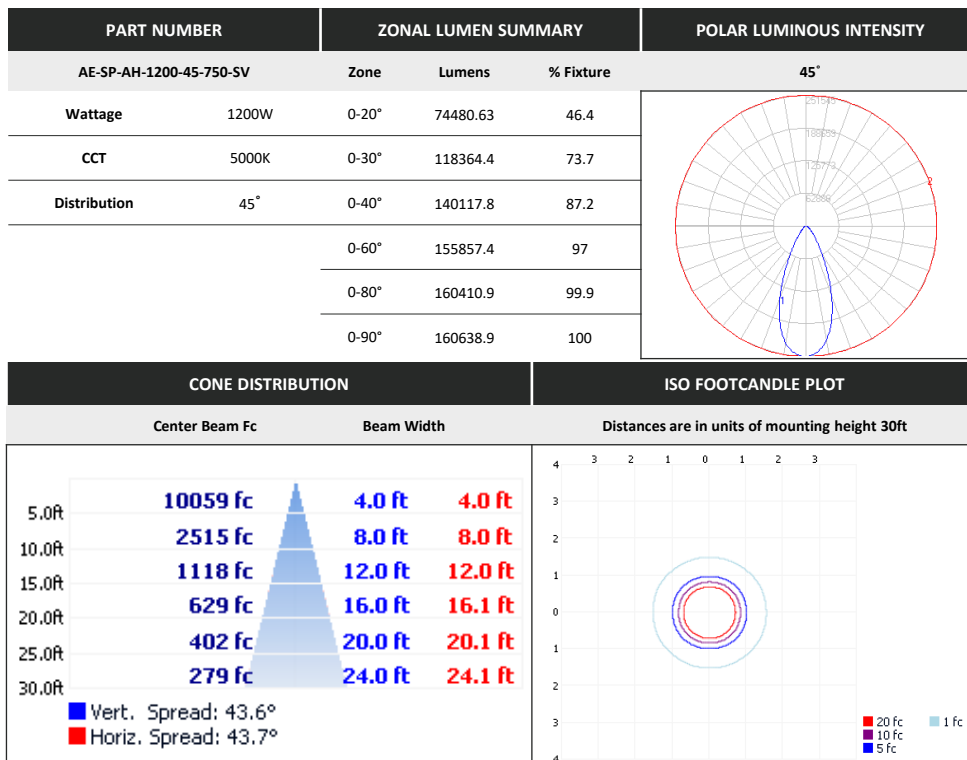 PART NUMBER ZONAL LUMEN SUMMARY POLAR LUMINOUS INTENSITY
AE-SP-AH-1200-45-750-SV Zone Lumens % Fixture 45˚
Wattage 1200W 0-20° 74480.63 46.4
CCT 5000K 0-30° 118364.4 73.7
Distribution 45˚ 0-40° 140117.8 87.2
0-60° 155857.4 97
0-80° 160410.9 99.9
0-90° 160638.9 100
188659
2
1
CONE DISTRIBUTION ISO FOOTCANDLE PLOT
Center Beam Fc Beam Width Distances are in units of mounting height 30ft
10059 fc 4.0 ft 4.0 ft
5.0ft
2515 fc 8.0 ft 8.0 ft
10.0ft
1118 fc 12.0 ft 12.0 ft
15.0ft
629 fc 16.0 ft 16.1 ft
20.0ft
402 fc 20.0 ft 20.1 ft
25.0ft
279 fc 24.0 ft 24.1 ft
30.0ft
Vert. Spread: 43.6°
Horiz. Spread: 43.7°
3 2 1 0 1 2 3
4
3
2
1
0
1
2
3
4
20 fc 1 fc
10 fc
5 fc